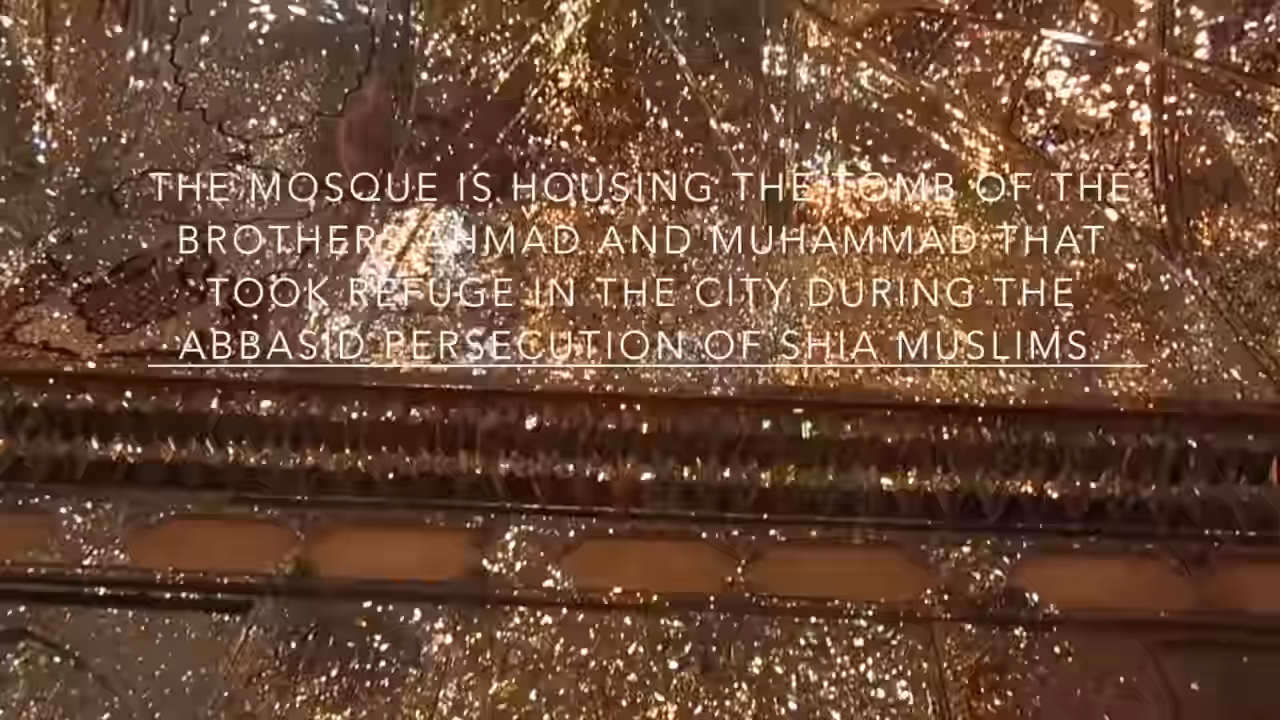 THE MOSQUE IS HOUSING THE TOMB OF THE
BROTHERS AHMAD AND MUHAMMAD THAT
TOOK REFUGE IN THE CITY DURING THE
ABBASID PERSECUTION OF SHIA MUSLIMS.